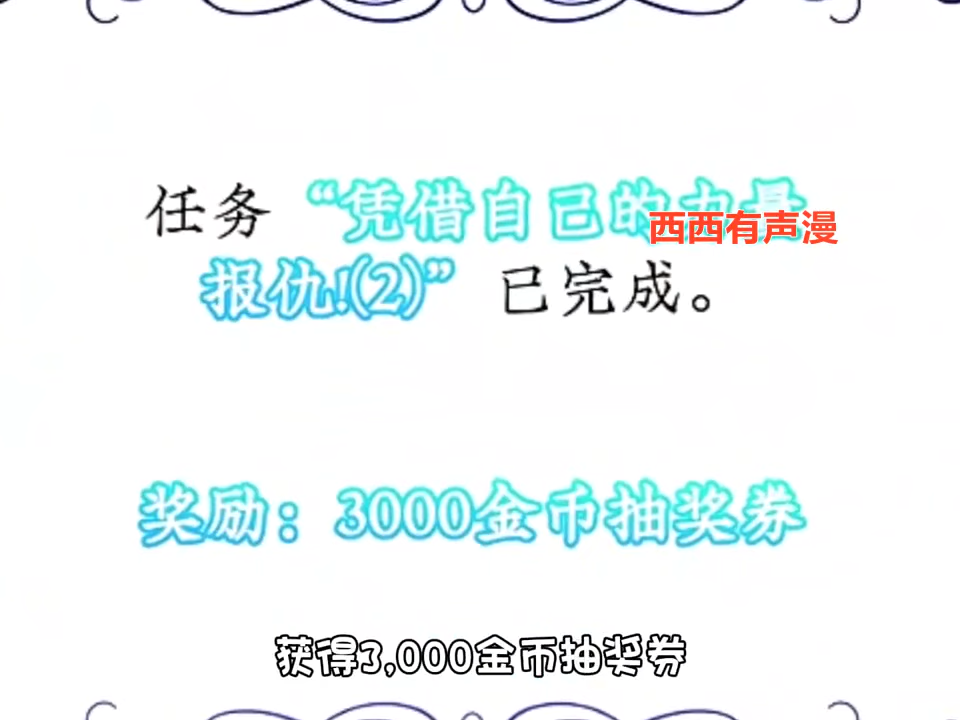 任务“凭借自己的力量
西西有声漫
报仇!(2)”已完成。
奖励：3000金币抽奖券
获得3,000金币抽奖券